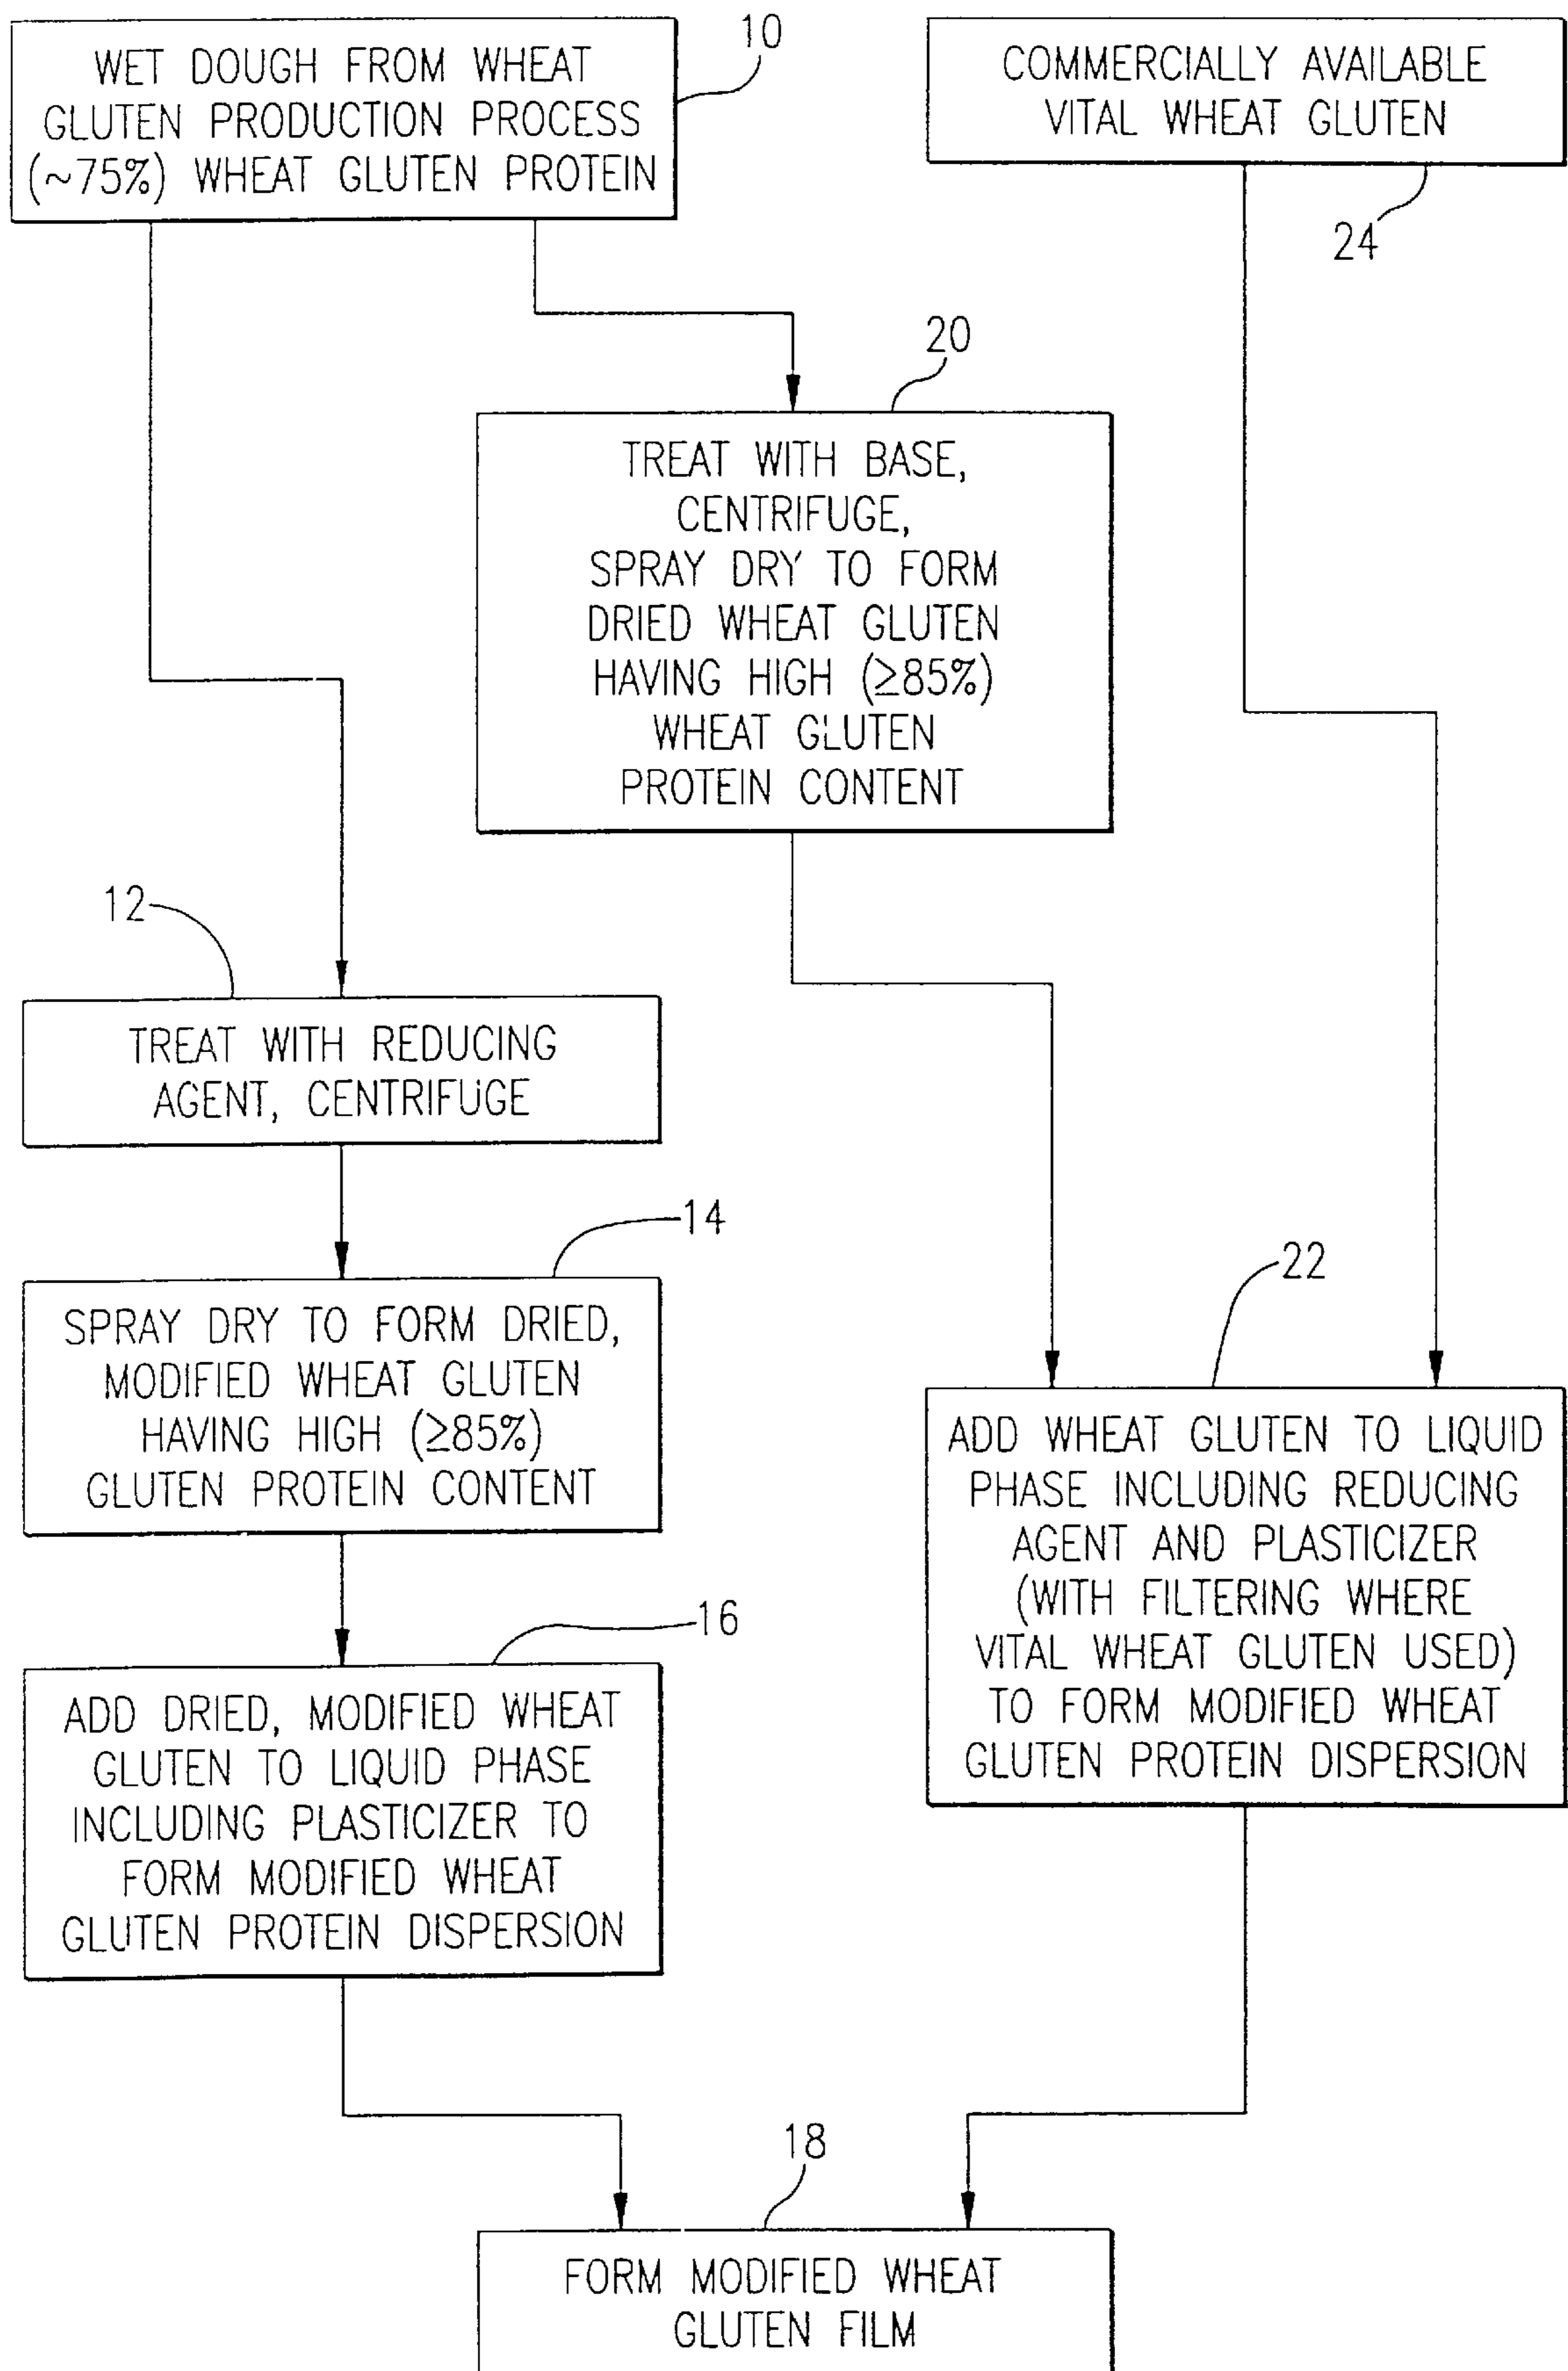 WET DOUGH FROM WHEAT
GLUTEN PRODUCTION PROCESS
(~75%) WHEAT GLUTEN PROTEIN
10
COMMERCIALLY AVAILABLE
VITAL WHEAT GLUTEN
24
20
TREAT WITH BASE,
CENTRIFUGE,
SPRAY DRY TO FORM
DRIED WHEAT GLUTEN
HAVING HIGH (≥85%)
WHEAT GLUTEN
PROTEIN CONTENT
12
TREAT WITH REDUCING
AGENT, CENTRIFUGE
14
SPRAY DRY TO FORM DRIED,
MODIFIED WHEAT GLUTEN
HAVING HIGH (≥85%)
GLUTEN PROTEIN CONTENT
22
ADD WHEAT GLUTEN TO LIQUID
PHASE INCLUDING REDUCING
AGENT AND PLASTICIZER
(WITH FILTERING WHERE
VITAL WHEAT GLUTEN USED)
TO FORM MODIFIED WHEAT
GLUTEN PROTEIN DISPERSION
16
ADD DRIED, MODIFIED WHEAT
GLUTEN TO LIQUID PHASE
INCLUDING PLASTICIZER TO
FORM MODIFIED WHEAT
GLUTEN PROTEIN DISPERSION
18
FORM MODIFIED WHEAT
GLUTEN FILM